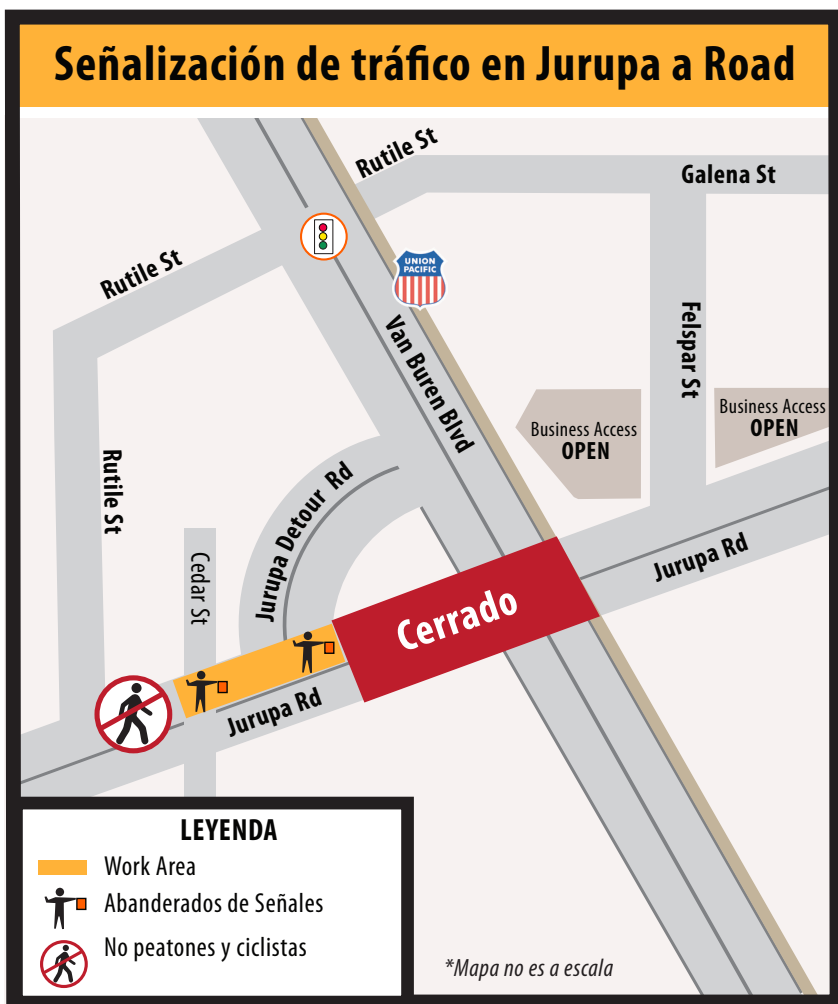 Señalización de tráfico en Jurupa a Road
Rutile St
Galena St
Rutile St
UNION
PACIFIC
Felspar St
Van Buren Blvd
Business Access
OPEN
Business Access
OPEN
Rutile St
Jurupa Detour Rd
Cedar St
Jurupa Rd
Cerrado
Jurupa Rd
LEYENDA
Work Area
Abanderados de Señales
No peatones y ciclistas
*Mapa no es a escala